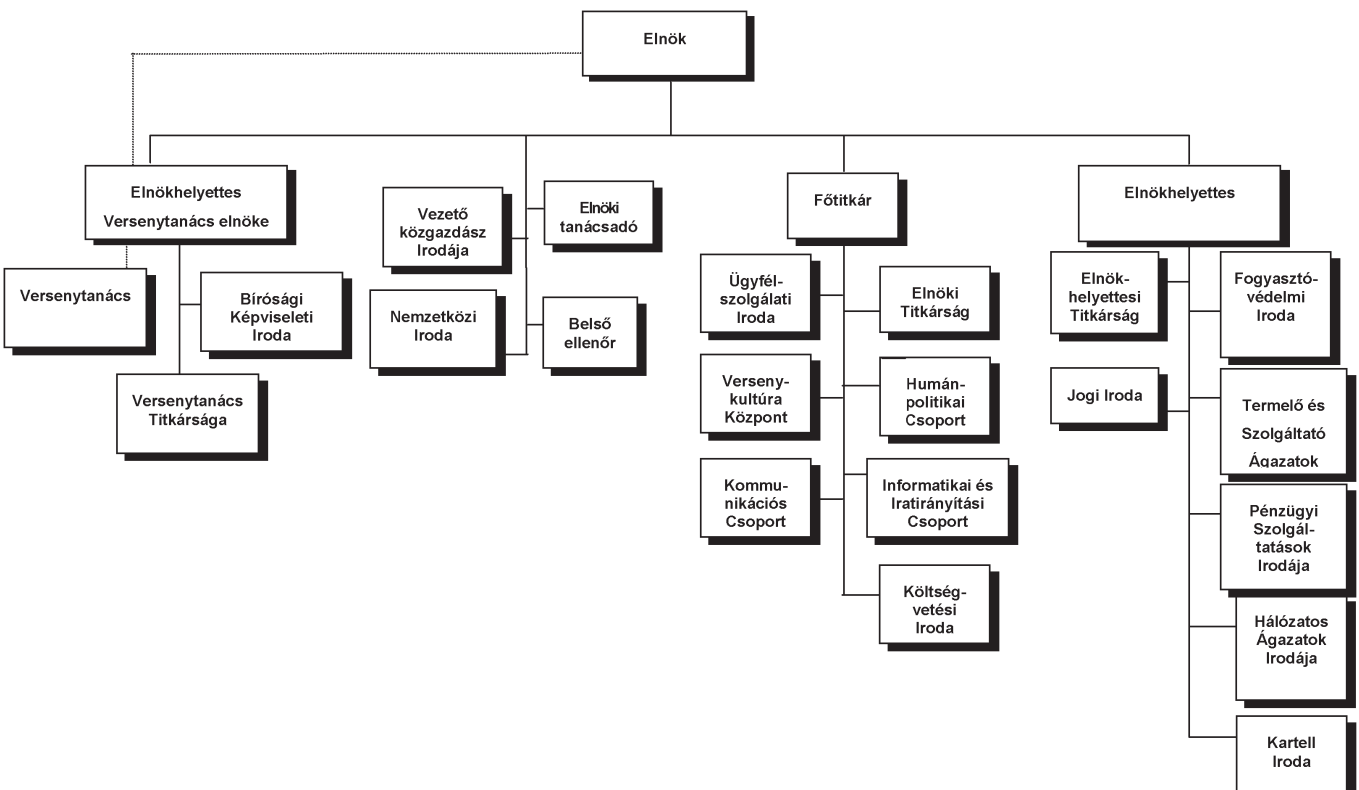 Elnök
Elnökhelyettes
Versenytanács elnöke
Versenytanács
Bírósági
Képviseleti
Iroda
Versenytanács
Titkársága
Vezető
közgazdász
Irodája
Elnöki
tanácsadó
Nemzetközi
Iroda
Belső
ellenőr
Főtitkár
Ügyfél-
szolgálati
Iroda
Elnöki
Titkárság
Verseny-
kultúra
Központ
Humán-
politikai
Csoport
Kommu-
nikációs
Csoport
Informatikai és
Iratirányítási
Csoport
Költség-
vetési
Iroda
Elnökhelyettes
Elnök-
helyettesi
Titkárság
Fogyasztó-
védelmi
Iroda
Jogi Iroda
Termelő és
Szolgáltató
Ágazatok
Pénzügyi
Szolgál-
tatások
Irodája
Hálózatos
Ágazatok
Irodája
Kartell
Iroda